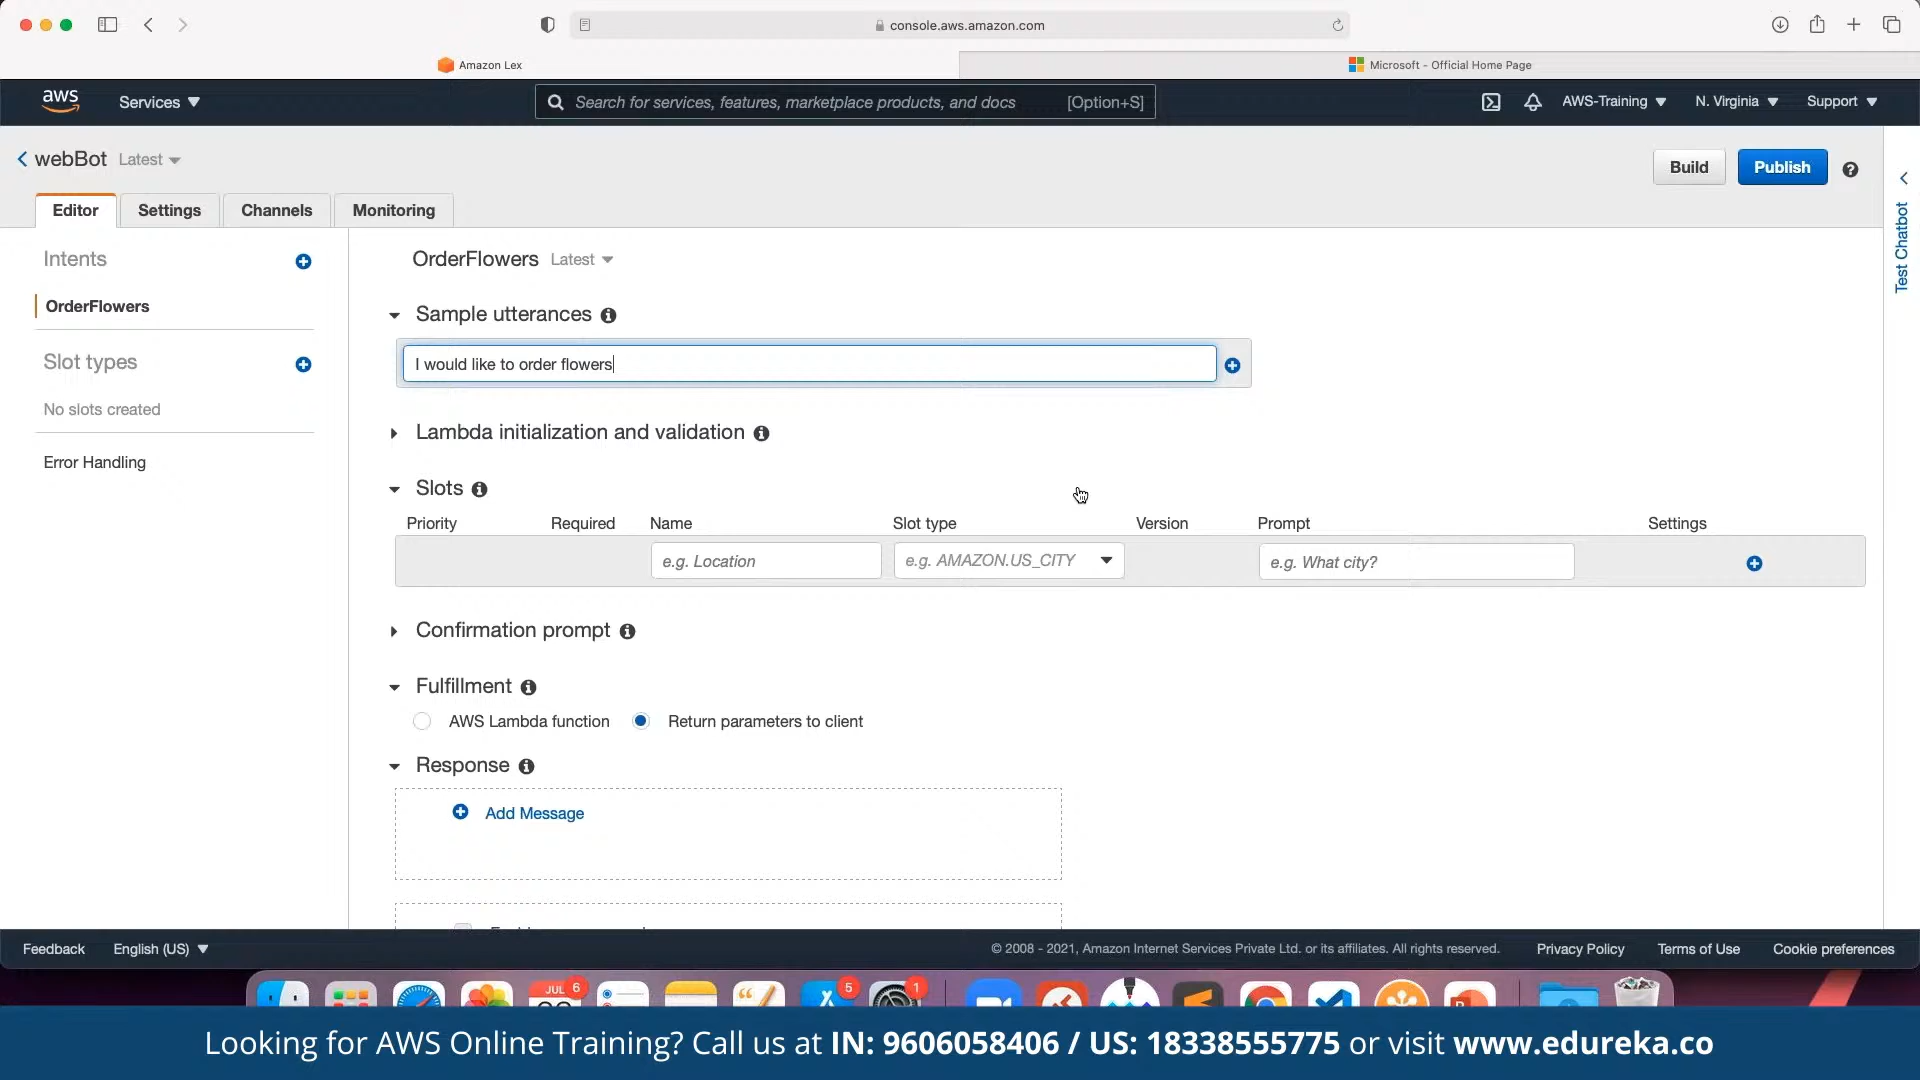 console.aws.amazon.com
Amazon Lex
Microsoft - Official Home Page
aws
Services
Search for services, features, marketplace products, and docs [Option+S]
AWS-Training
N. Virginia
Support
webBot Latest
Build
Publish
Test Chatbot
Editor
Settings
Channels
Monitoring
Intents
OrderFlowers
Slot types
No slots created
Error Handling
OrderFlowers Latest
Sample utterances
I would like to order flowers
Lambda initialization and validation
Slots
Priority Required Name Slot type Version Prompt Settings
e.g. Location e.g. AMAZON.US_CITY e.g. What city?
Confirmation prompt
Fulfillment
AWS Lambda function Return parameters to client
Response
Add Message
Feedback English (US) © 2008 - 2021, Amazon Internet Services Private Ltd. or its affiliates. All rights reserved. Privacy Policy Terms of Use Cookie preferences
JUL 6
5
1
Looking for AWS Online Training? Call us at IN: 9606058406 / US: 18338555775 or visit www.edureka.co